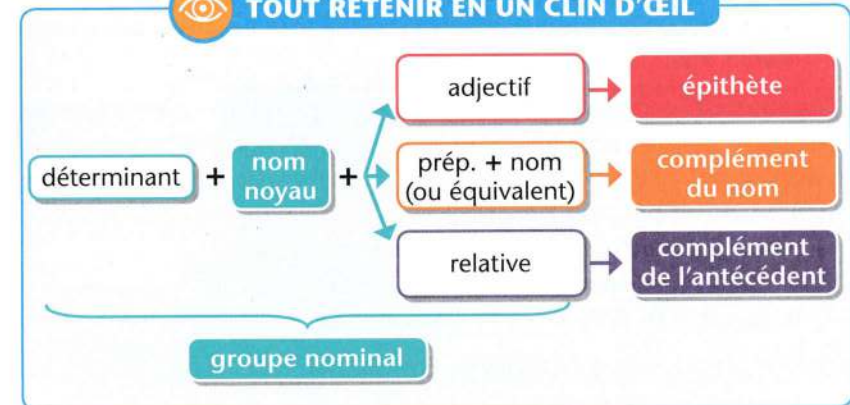 TOUT RETENIR EN UN CLIN D'ŒIL
adjectif
épithète
déterminant + nom noyau +
prép. + nom
(ou équivalent)
complément
du nom
relative
complément
de l'antécédent
groupe nominal